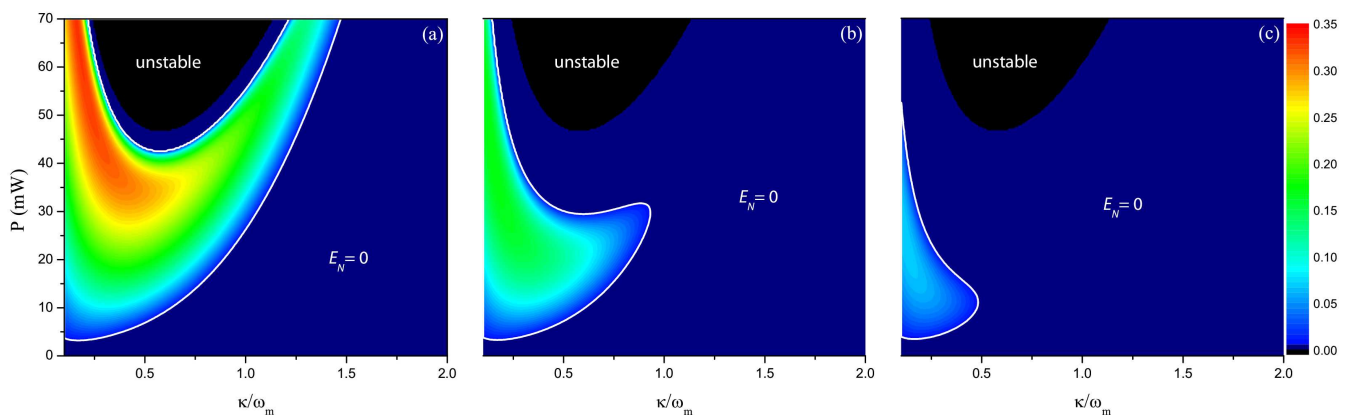 (a)
(b)
(c)
unstable
unstable
unstable
E_N = 0
E_N = 0
E_N = 0
P (mW)
70
60
50
40
30
20
10
0
0.5 1.0 1.5 2.0
0.5 1.0 1.5 2.0
0.5 1.0 1.5 2.0
κ/ω_m
κ/ω_m
κ/ω_m
0.35
0.30
0.25
0.20
0.15
0.10
0.05
0.00